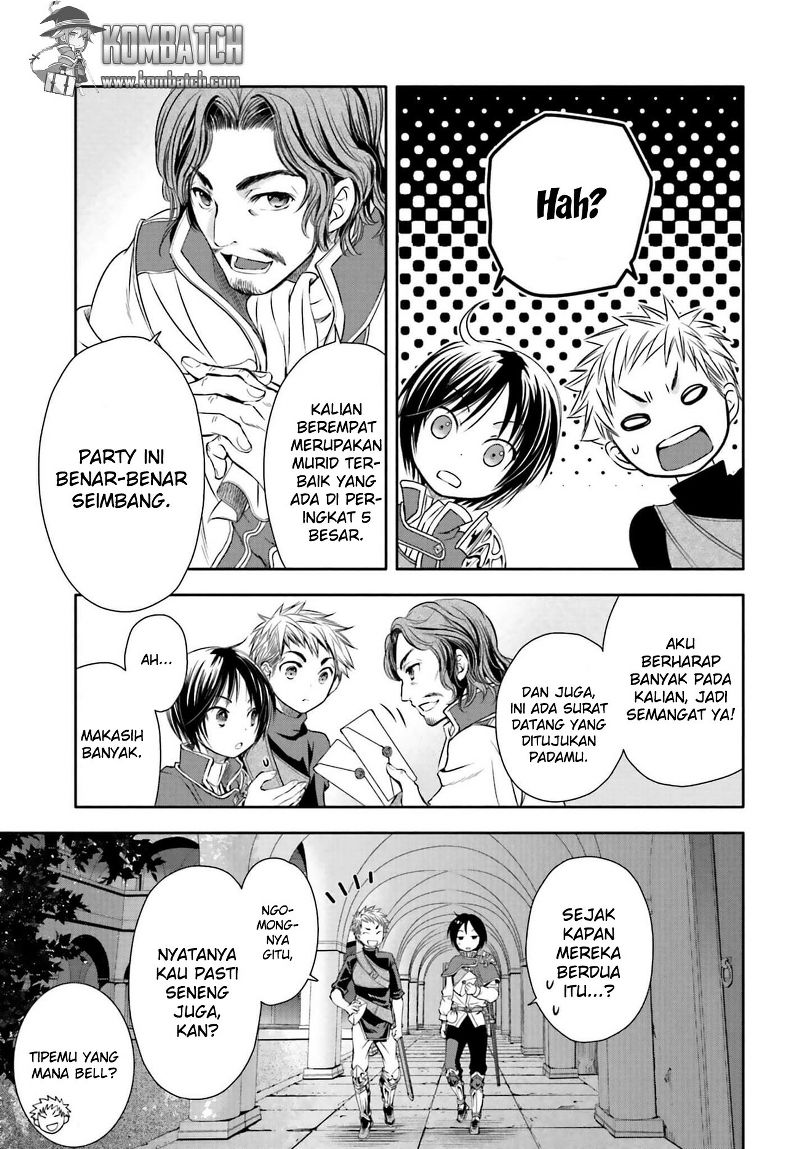 KOMBATCH
www.kombatch.com
Hah?
KALIAN
BEREMPAT
MERUPAKAN
MURID TER-
BAIK YANG
ADA DI PER-
INGKAT 5
BESAR.
PARTY INI
BENAR-BENAR
SEIMBANG.
AKU
BERHARAP
BANYAK PADA
KALIAN, JADI
SEMANGAT YA!
DAN JUGA,
INI ADA SURAT
DATANG YANG
DITUJUKAN
PADAMU.
AH...
MAKASIH
BANYAK.
SEJAK
KAPAN
MEREKA
BERDUA
ITU...?
NGO-
MONG-
NYA
GITU,
NYATANYA
KAU PASTI
SENENG
JUGA,
KAN?
TIPEMU YANG
MANA BELL?